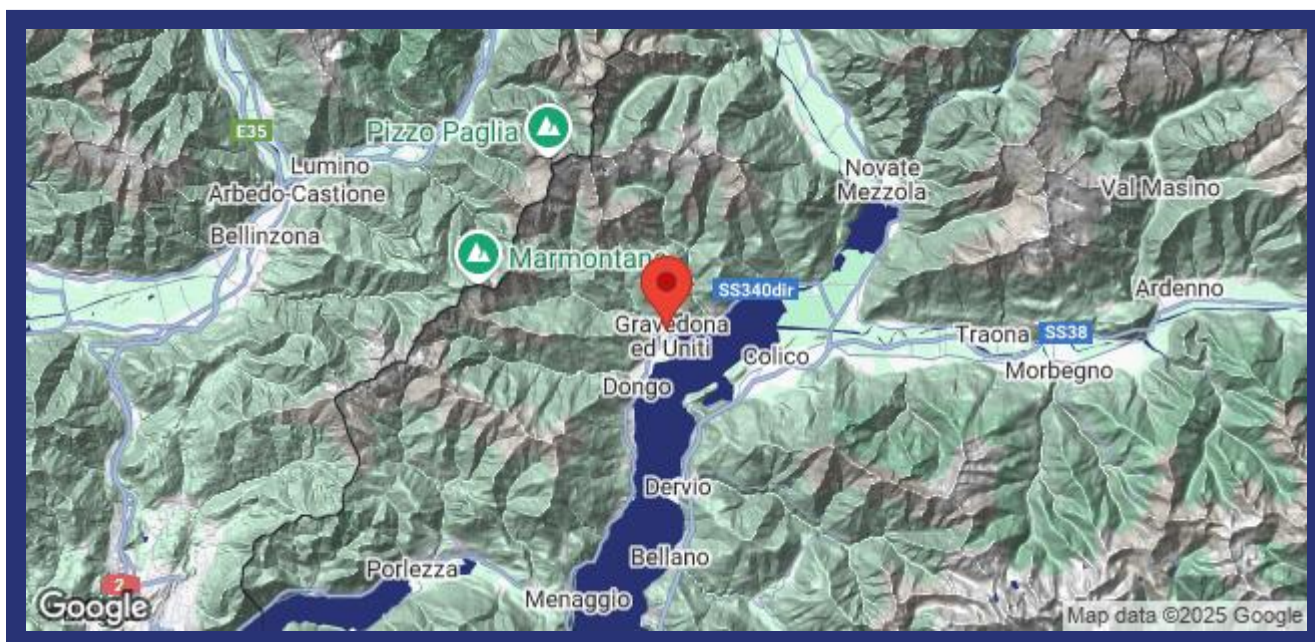 E35
Pizzo Paglia
Lumino
Arbedo-Castione
Novate
Mezzola
Val Masino
Bellinzona
Marmontana
SS340dir
Ardenno
Gravedona
ed Uniti
Traona
SS38
Colico
Morbegno
Dongo
Dervio
Bellano
Porlezza
Menaggio
2
Google
Map data ©2025 Google